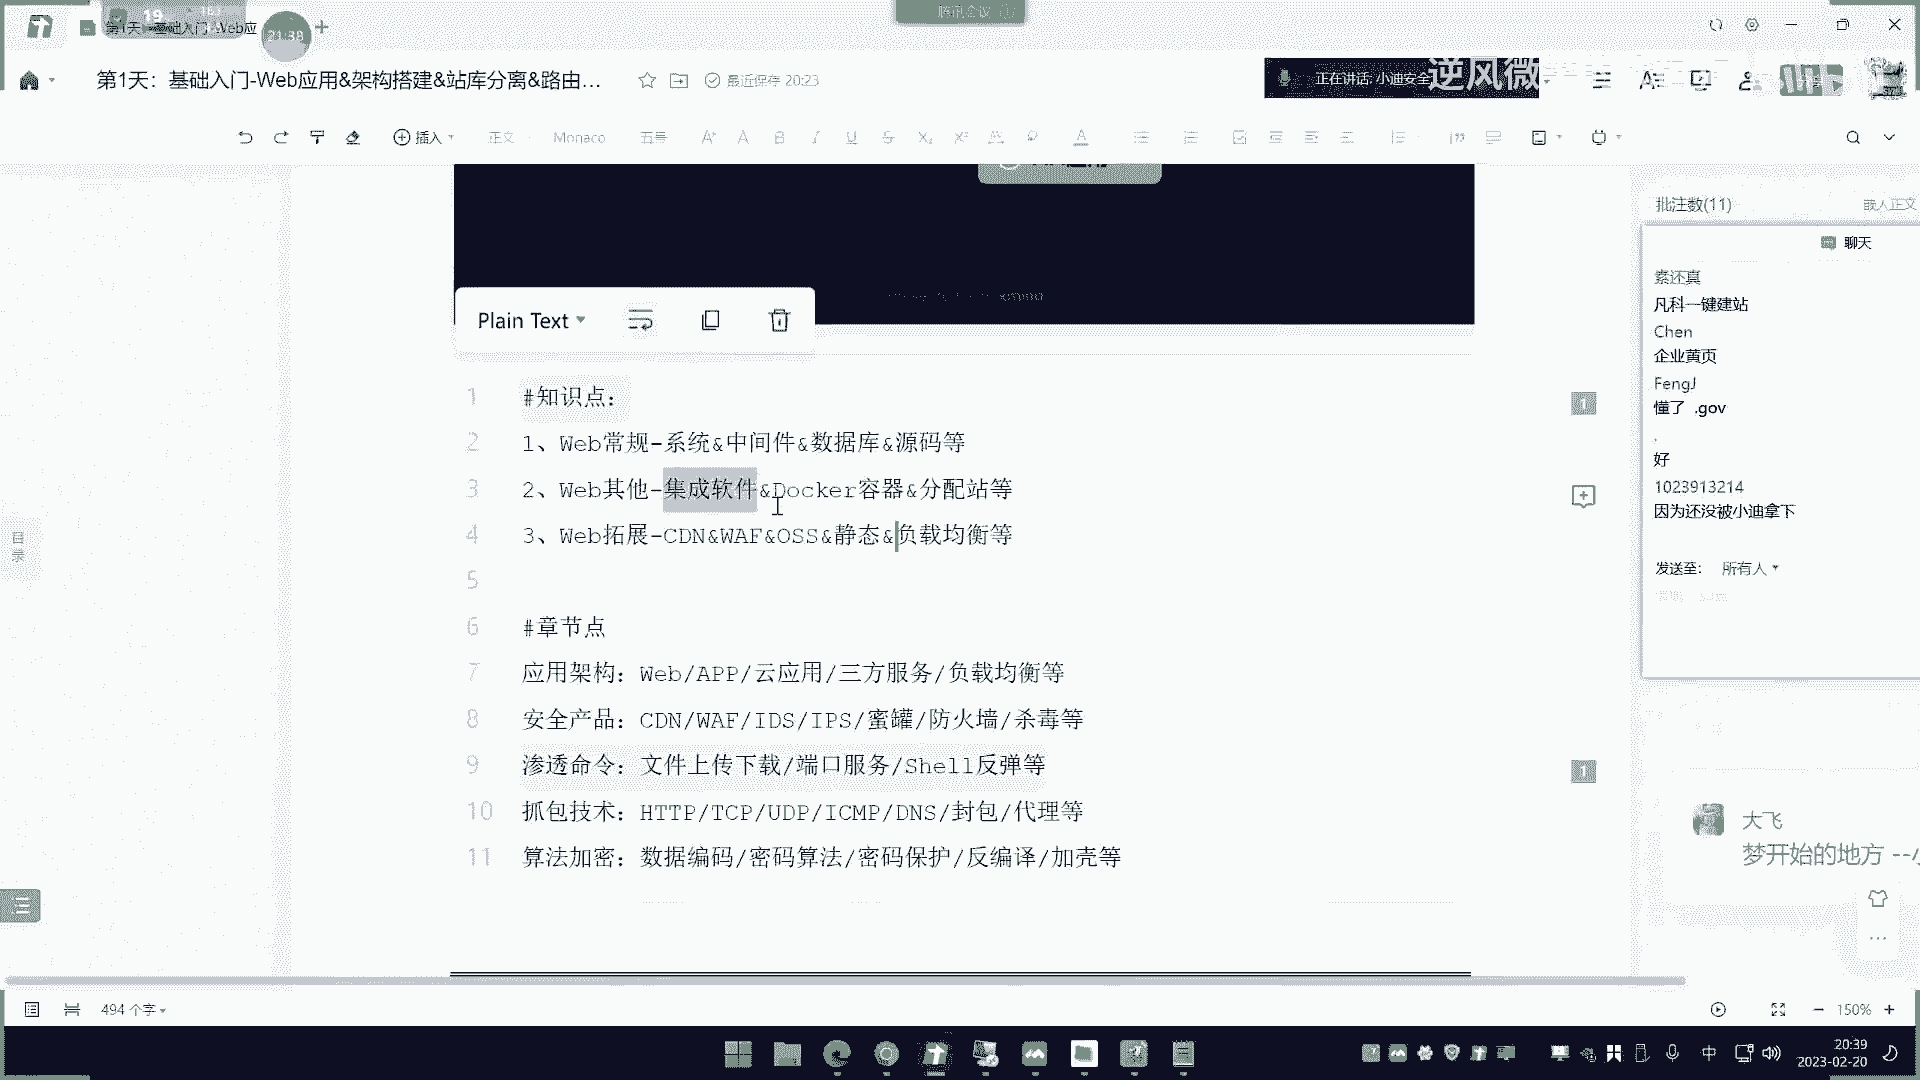 第1天：基础入门-Web应
21:38
腾讯会议
第1天：基础入门-Web应用&架构搭建&站库分离&路由...
最近保存 20:23
正在讲话: 小迪安全
逆风微
插入
正文
Monaco
五号
批注数(11)
嵌入正文
聊天
素还真
凡科一键建站
Chen
企业黄页
FengJ
懂了 .gov
.
好
1023913214
因为还没被小迪拿下
发送至： 所有人
Plain Text
1 #知识点：
2 1、Web常规-系统&中间件&数据库&源码等
3 2、Web其他-集成软件&Docker容器&分配站等
4 3、Web拓展-CDN&WAF&OSS&静态&负载均衡等
5
6 #章节点
7 应用架构：Web/APP/云应用/三方服务/负载均衡等
8 安全产品：CDN/WAF/IDS/IPS/蜜罐/防火墙/杀毒等
9 渗透命令：文件上传下载/端口服务/Shell反弹等
10 抓包技术：HTTP/TCP/UDP/ICMP/DNS/封包/代理等
11 算法加密：数据编码/密码算法/密码保护/反编译/加壳等
1
1
目录
大飞
梦开始的地方 --
494 个字
150%
中
20:39
2023-02-20